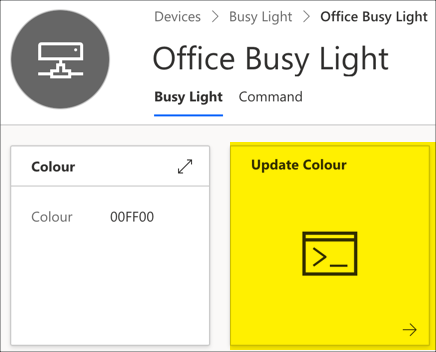 Devices > Busy Light > Office Busy Light
Office Busy Light
Busy Light Command
Colour
Update Colour
Colour 00FF00